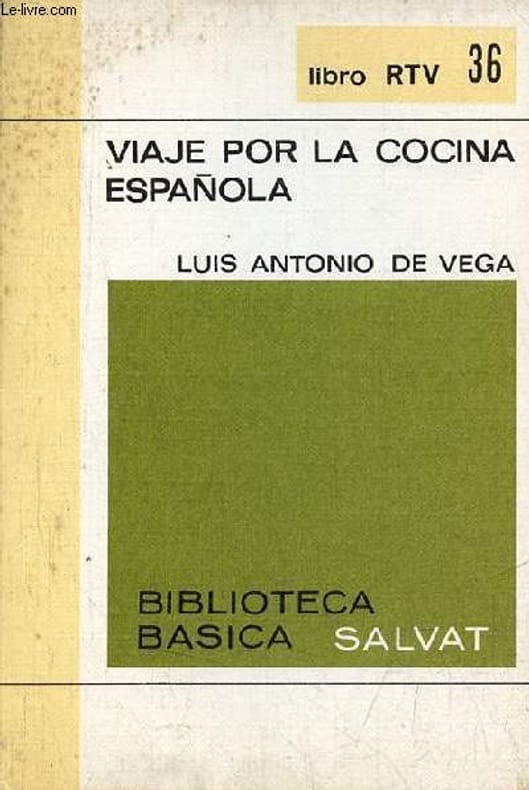 Le-livre.com
libro RTV 36
VIAJE POR LA COCINA
ESPAÑOLA
LUIS ANTONIO DE VEGA
BIBLIOTECA
BASICA SALVAT